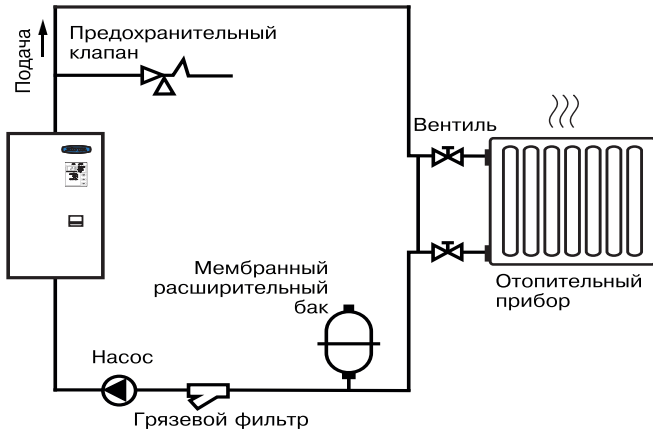 Подача
Предохранительный
клапан
Вентиль
Отопительный
прибор
Мембранный
расширительный
бак
Насос
Грязевой фильтр